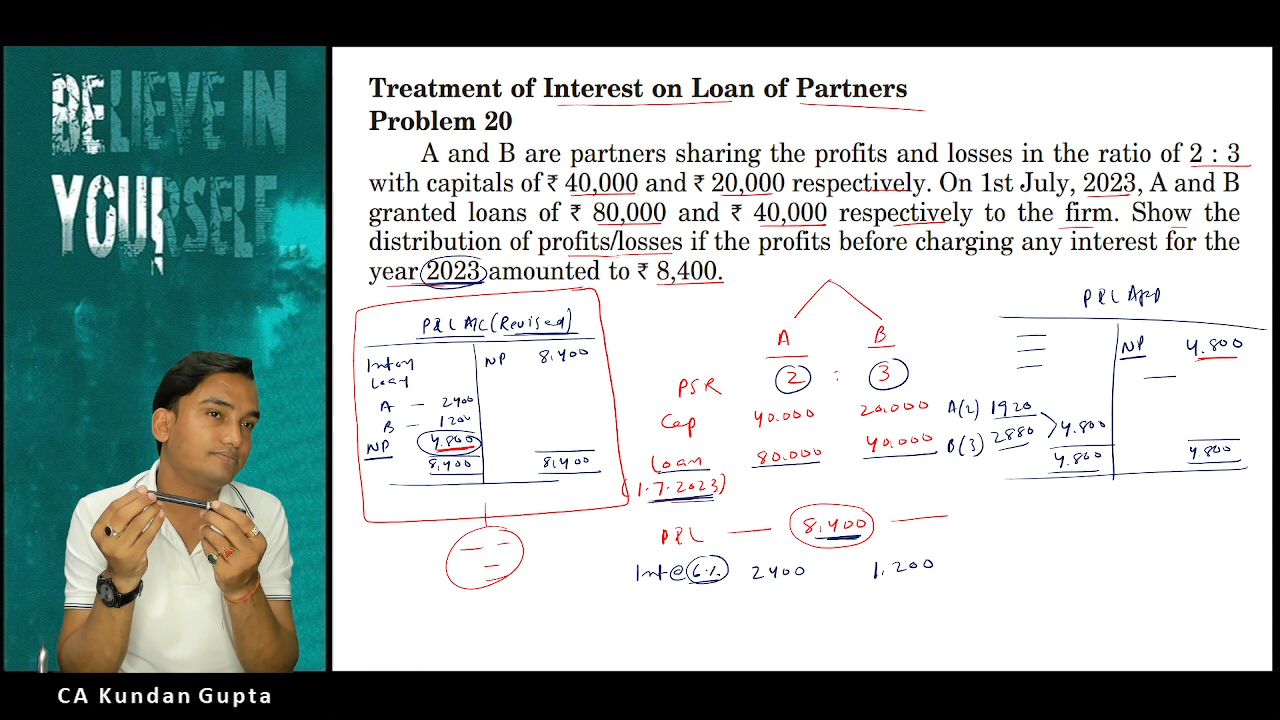 BELIEVE IN
YOURSELF
Treatment of Interest on Loan of Partners
Problem 20
A and B are partners sharing the profits and losses in the ratio of 2 : 3
with capitals of ₹ 40,000 and ₹ 20,000 respectively. On 1st July, 2023, A and B
granted loans of ₹ 80,000 and ₹ 40,000 respectively to the firm. Show the
distribution of profits/losses if the profits before charging any interest for the
year 2023 amounted to ₹ 8,400.
P&L A/C (Revised)
Int on NP 8,400
Loan
A – 2400
B – 1200
NP 4,800
8,400 8,400
A B
PSR 2 : 3
Cap 40.000 20.000
Loan 80.000 40.000
(1.7.2023)
P&L — 8,400 —
Int@6% 2400 1,200
P&L APP
NP 4,800
A(2) 1920
B(3) 2880 4,800
4,800 4,800
CA Kundan Gupta